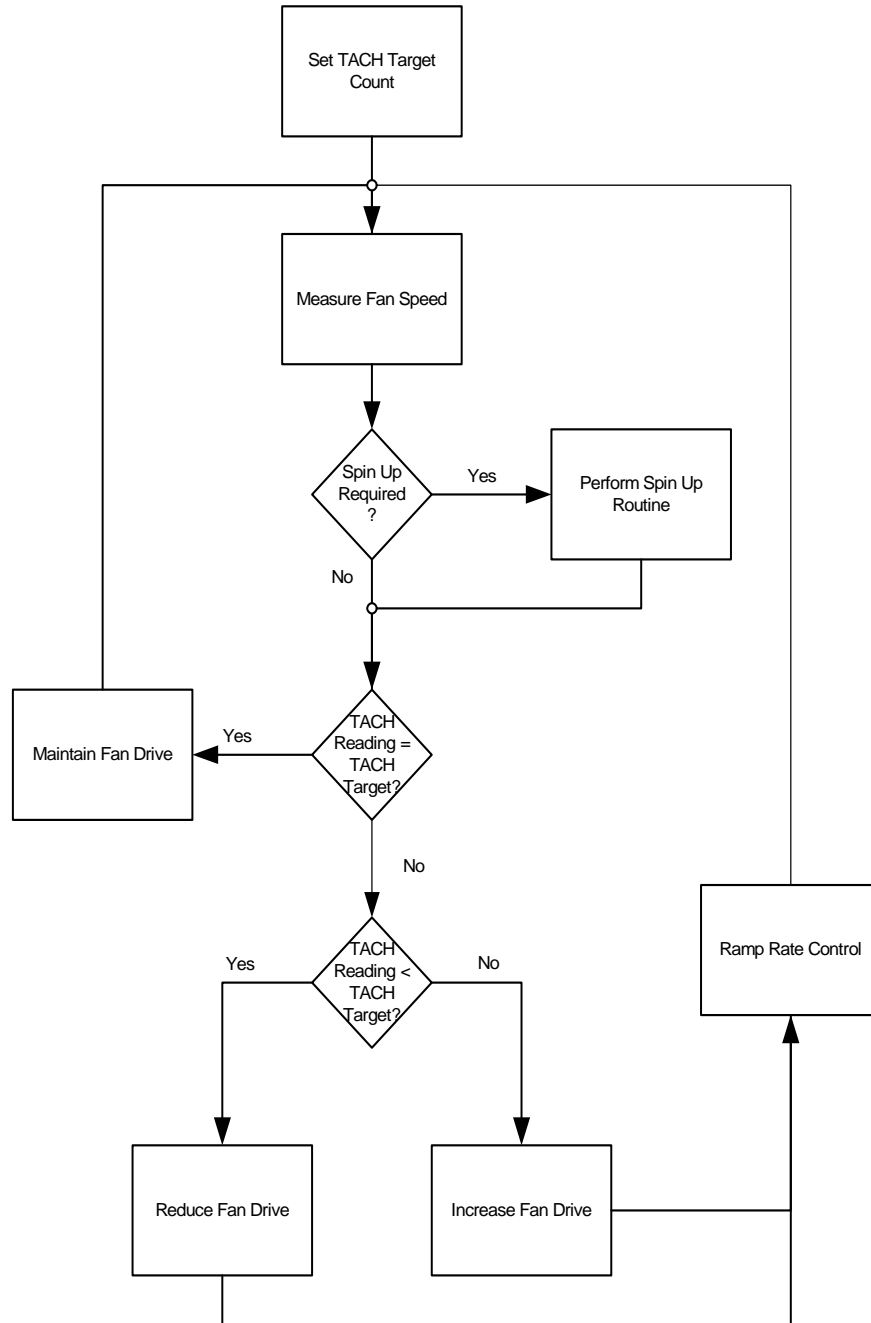 Set TACH Target
Count
Measure Fan Speed
Spin Up
Required
?
Yes
Perform Spin Up
Routine
No
TACH
Reading =
TACH
Target?
Yes
Maintain Fan Drive
No
TACH
Reading <
TACH
Target?
Yes
No
Ramp Rate Control
Reduce Fan Drive
Increase Fan Drive